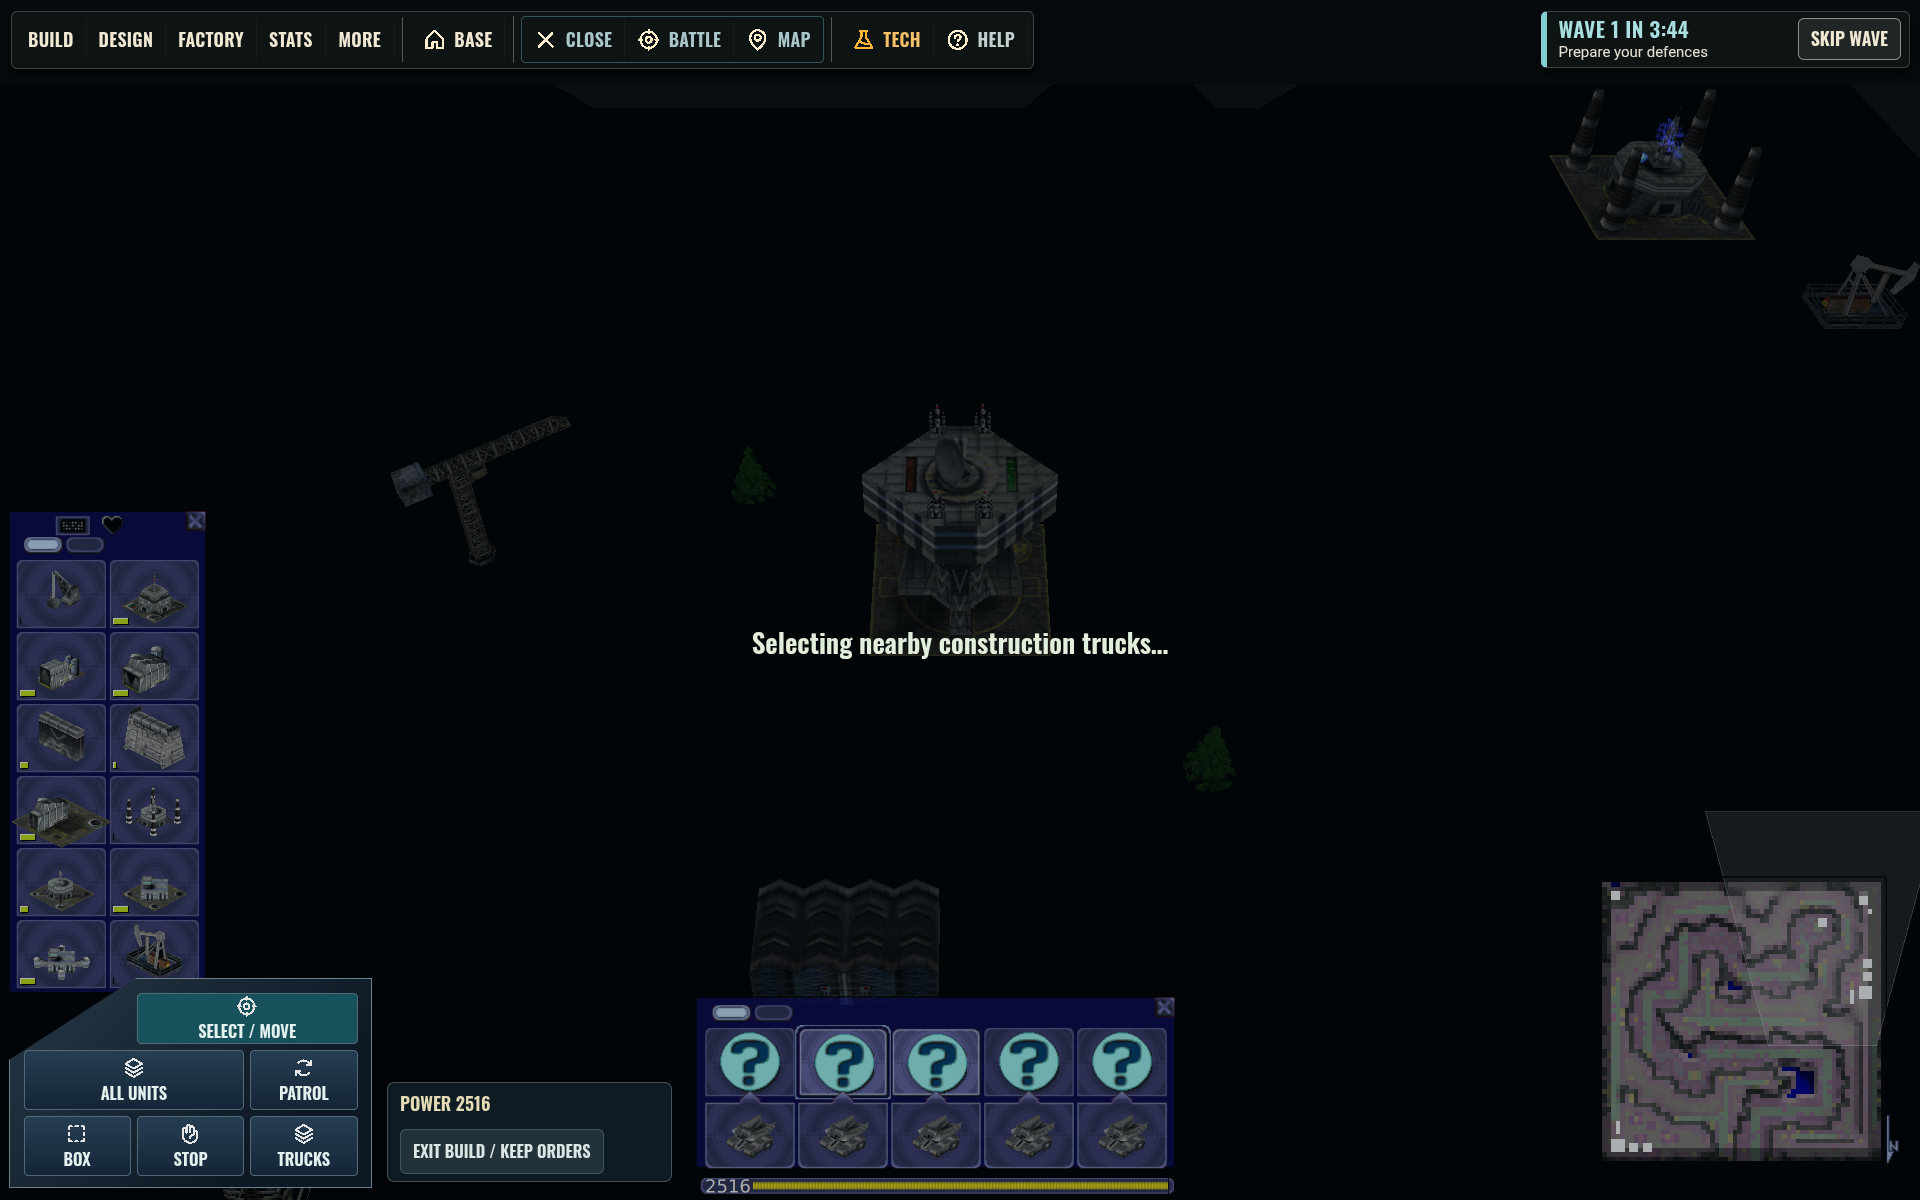 BUILD
DESIGN
FACTORY
STATS
MORE
BASE
CLOSE
BATTLE
MAP
TECH
HELP
WAVE 1 IN 3:44
Prepare your defences
SKIP WAVE
Selecting nearby construction trucks...
SELECT / MOVE
ALL UNITS
PATROL
BOX
STOP
TRUCKS
POWER 2516
EXIT BUILD / KEEP ORDERS
?
?
?
?
?
2516
N